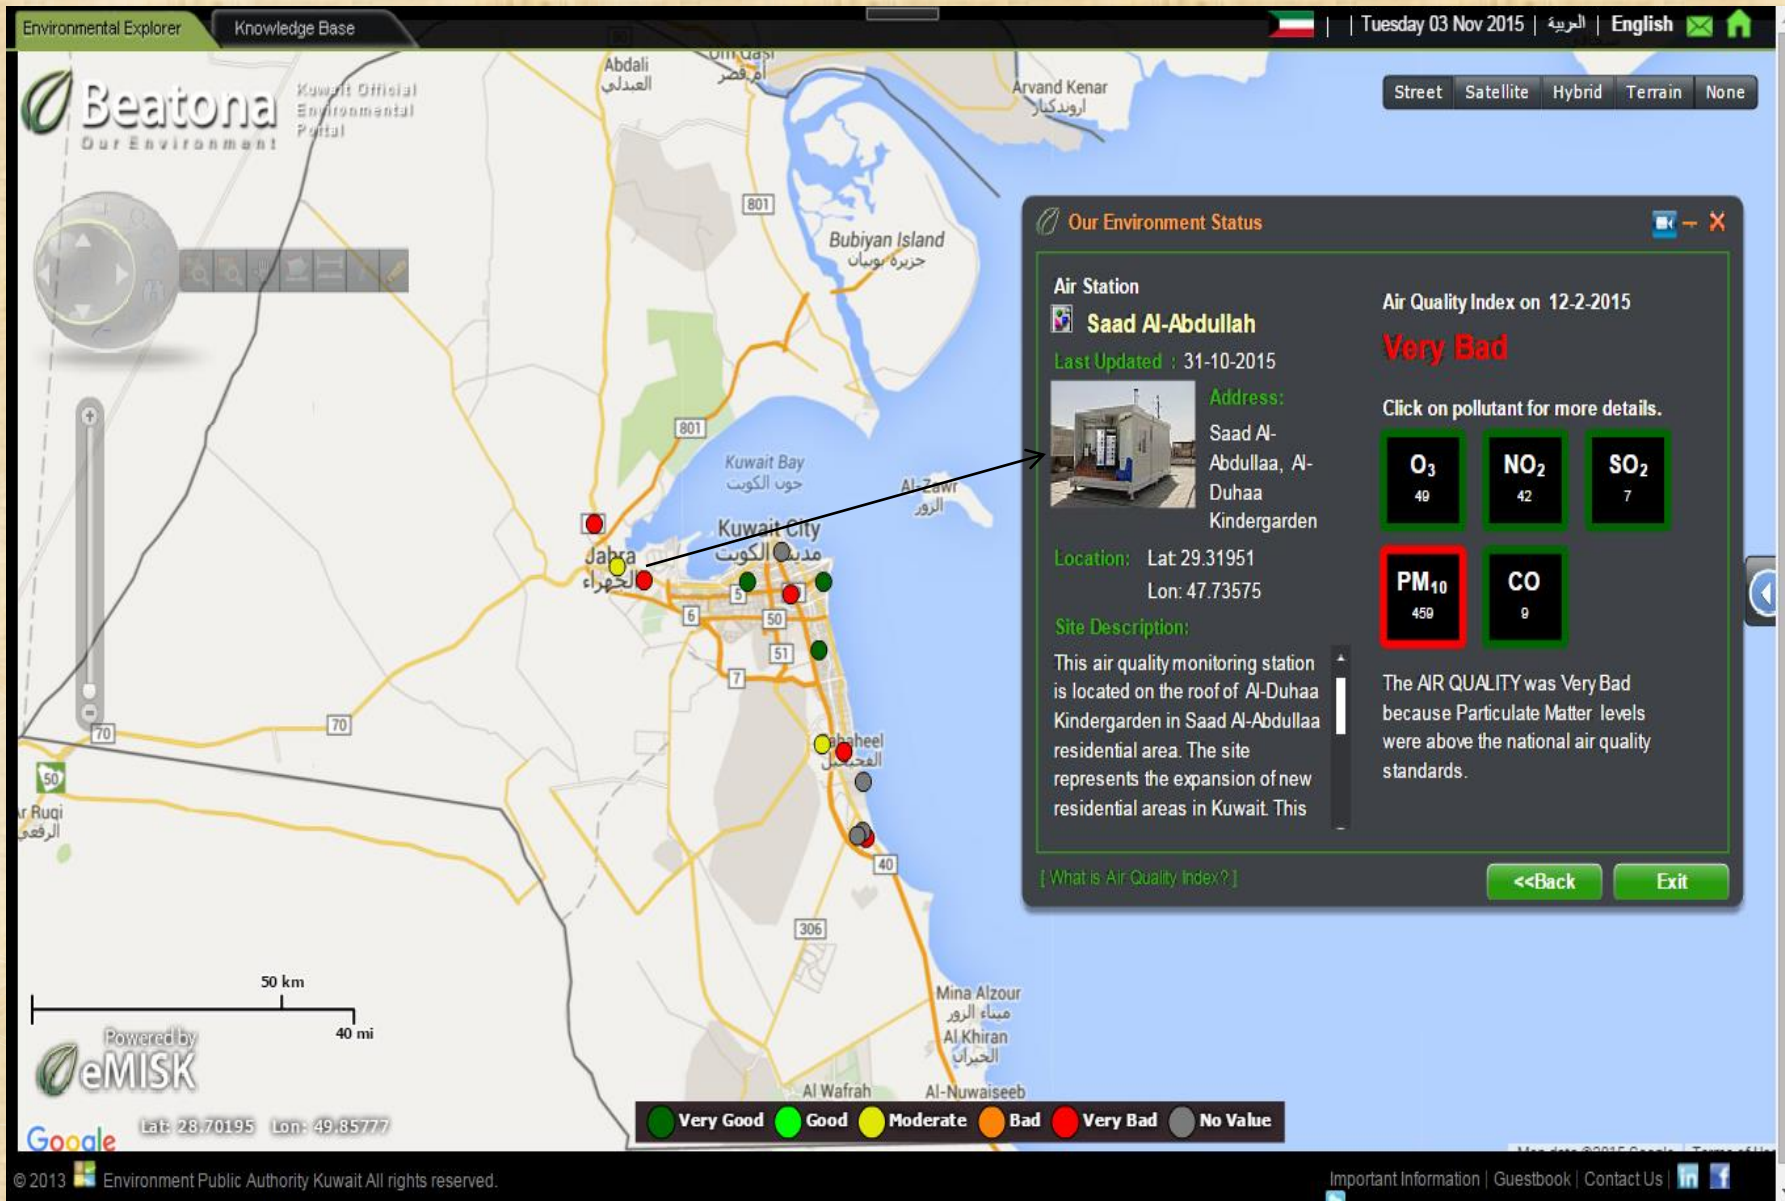 Environmental Explorer
Knowledge Base
Tuesday 03 Nov 2015 | العربية | English
Beatona
Kuwait Official
Environmental
Portal
Our Environment
Street Satellite Hybrid Terrain None
Abdali
العبدلي
Um Qasr
أم قصر
Arvand Kenar
اروندکنار
801
Bubiyan Island
جزيرة بوبيان
801
Kuwait Bay
جون الكويت
Al-Zawr
الزور
Kuwait City
مدينة الكويت
Jahra
الجهراء
5
6
50
51
7
70
70
50
Ar Ruqi
الرقعي
الفحيحيل
40
306
Mina Alzour
ميناء الزور
Al Khiran
الخيران
Al Wafrah
Al-Nuwaiseeb
Our Environment Status
Air Station
Saad Al-Abdullah
Last Updated : 31-10-2015
Address:
Saad Al-
Abdullaa, Al-
Duhaa
Kindergarden
Location: Lat: 29.31951
Lon: 47.73575
Site Description:
This air quality monitoring station
is located on the roof of Al-Duhaa
Kindergarden in Saad Al-Abdullaa
residential area. The site
represents the expansion of new
residential areas in Kuwait. This
Air Quality Index on 12-2-2015
Very Bad
Click on pollutant for more details.
O3
49
NO2
42
SO2
7
PM10
459
CO
9
The AIR QUALITY was Very Bad
because Particulate Matter levels
were above the national air quality
standards.
[ What is Air Quality Index? ]
<<Back
Exit
50 km
40 mi
Powered by
eMISK
Google
Lat: 28.70195 Lon: 49.85777
Very Good Good Moderate Bad Very Bad No Value
© 2013 Environment Public Authority Kuwait All rights reserved.
Important Information | Guestbook | Contact Us |